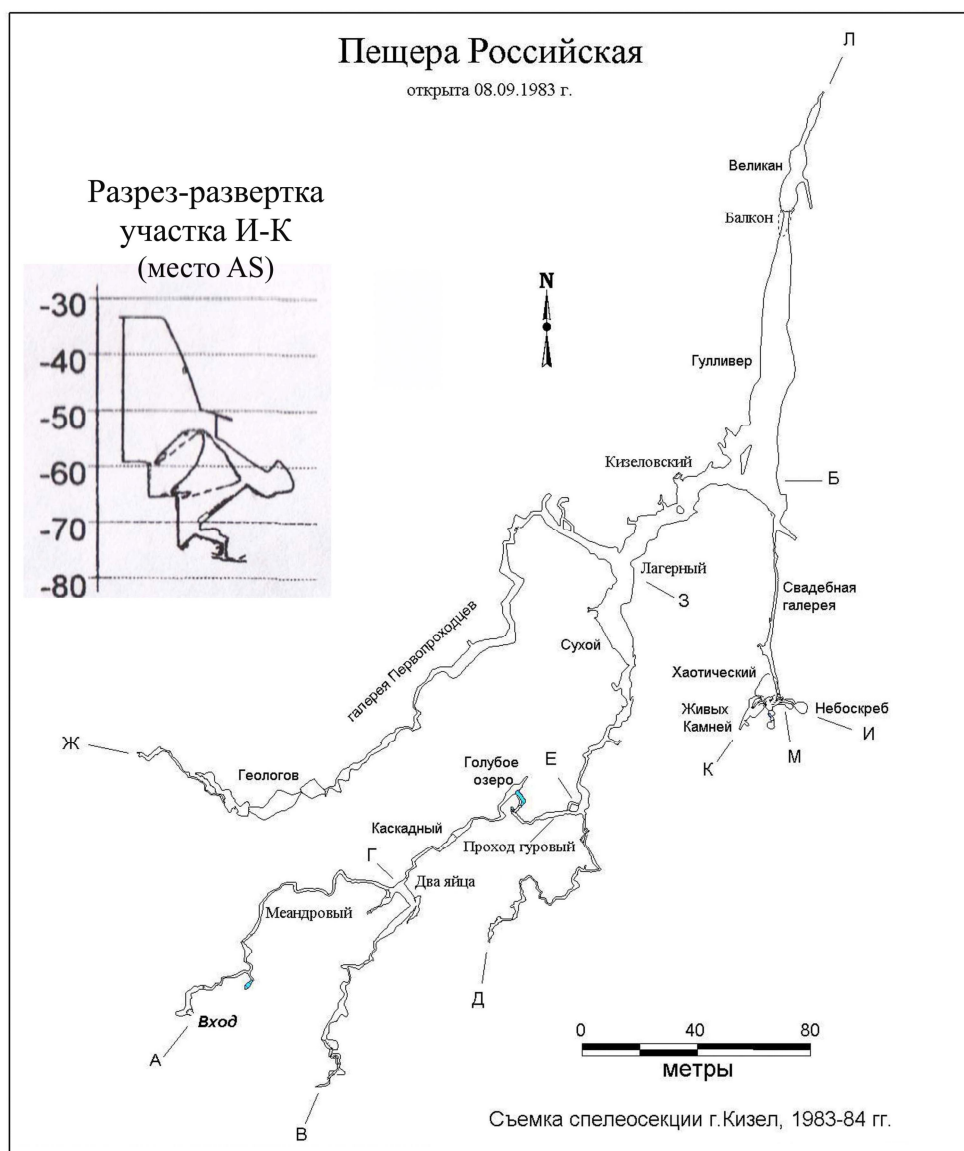 Пещера Российская
открыта 08.09.1983 г.
Л
Великан
Балкон
Разрез-развертка
участка И-К
(место AS)
-30
-40
-50
-60
-70
-80
N
Гулливер
Кизеловский
Б
Лагерный
З
Свадебная
галерея
галерея Первопроходцев
Сухой
Хаотический
Живых
Камней
Небоскреб
И
М
К
Ж
Геологов
Голубое
озеро
Е
Каскадный
Проход гуровый
Г
Два яйца
Меандровый
Д
Вход
А
В
0 40 80
метры
Съемка спелеосекции г.Кизел, 1983-84 гг.